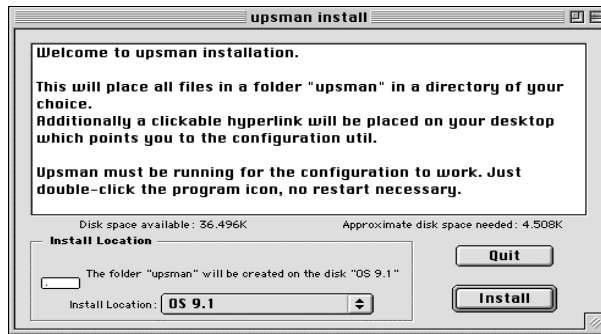 upsman install
Welcome to upsman installation.
This will place all files in a folder "upsman" in a directory of your
choice.
Additionally a clickable hyperlink will be placed on your desktop
which points you to the configuration util.
Upsman must be running for the configuration to work. Just
double-click the program icon, no restart necessary.
Disk space available: 36.496K Approximate disk space needed: 4.508K
Install Location
The folder "upsman" will be created on the disk "OS 9.1"
Install Location: OS 9.1
Quit
Install